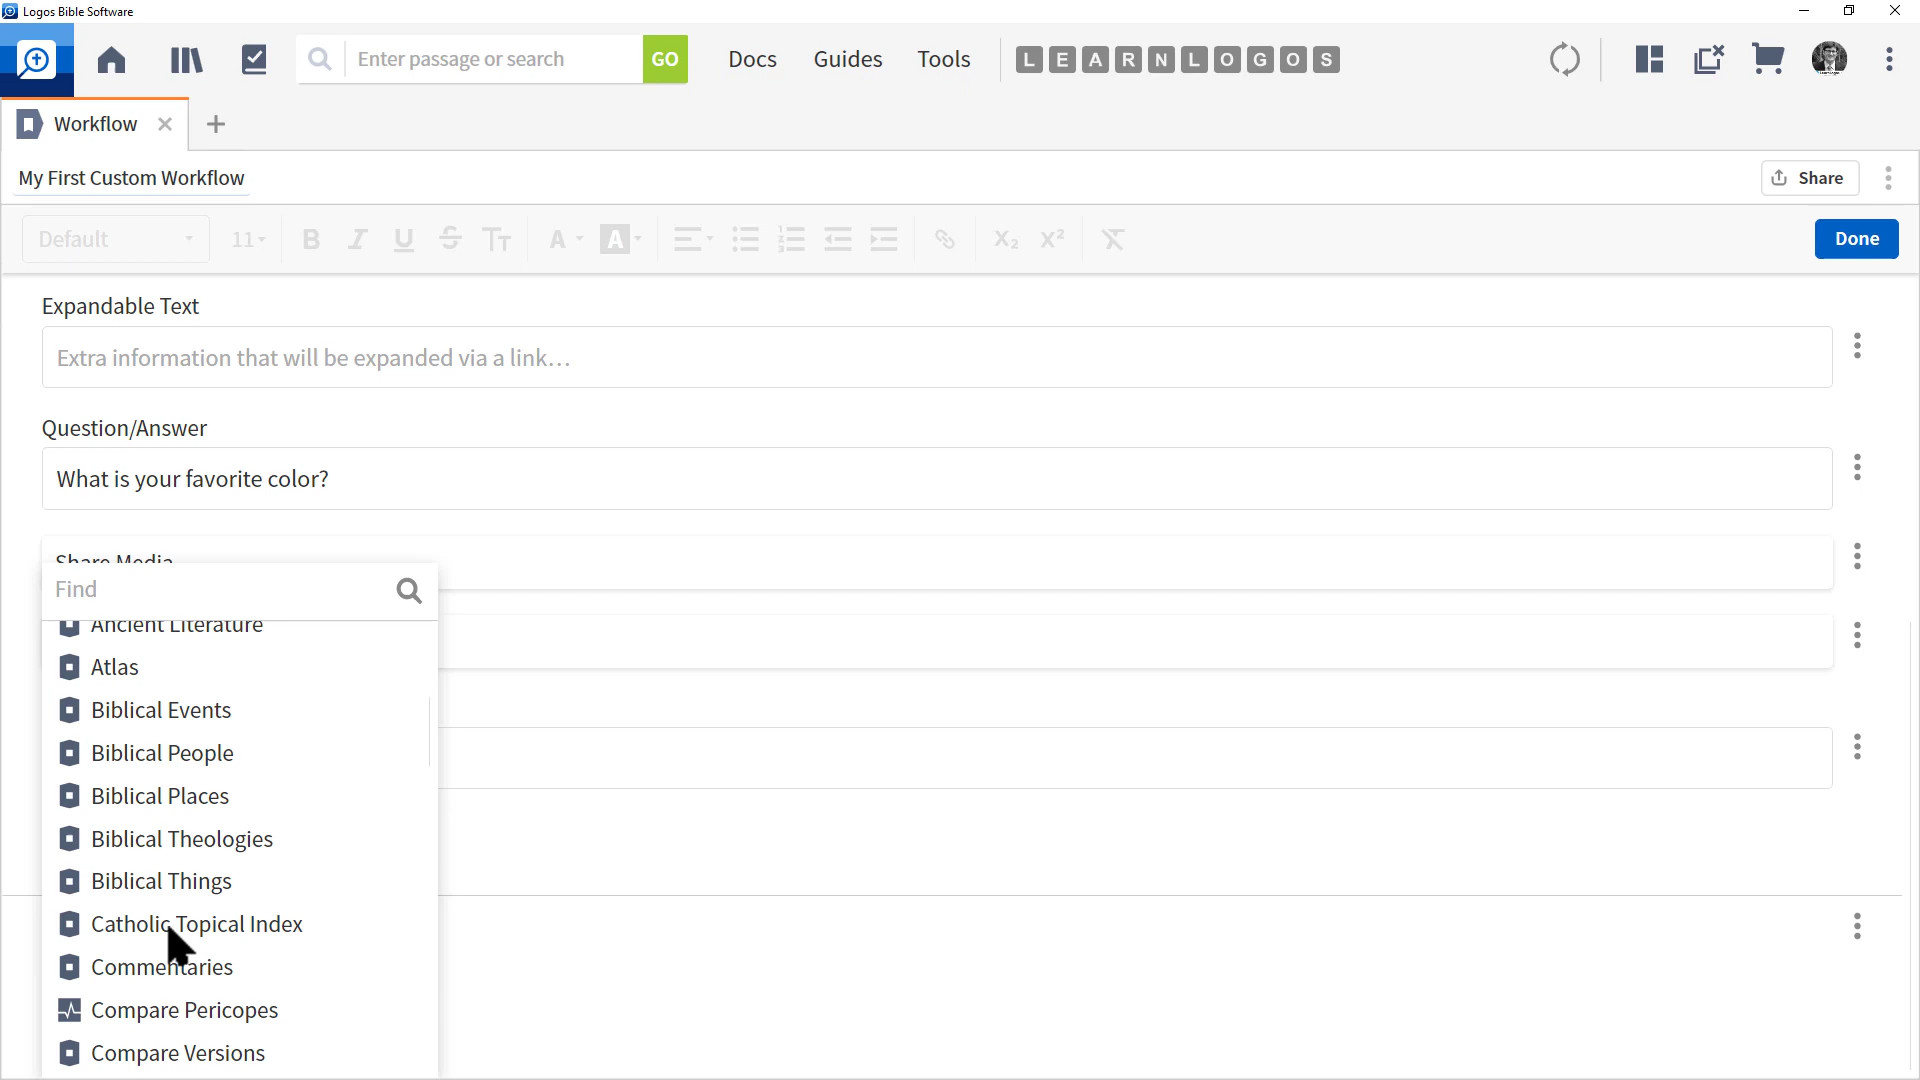 Logos Bible Software
Enter passage or search
GO
Docs
Guides
Tools
L E A R N L O G O S
Workflow
My First Custom Workflow
Share
Default
11
Done
Expandable Text
Extra information that will be expanded via a link...
Question/Answer
What is your favorite color?
Share Media
Find
Ancient Literature
Atlas
Biblical Events
Biblical People
Biblical Places
Biblical Theologies
Biblical Things
Catholic Topical Index
Commentaries
Compare Pericopes
Compare Versions